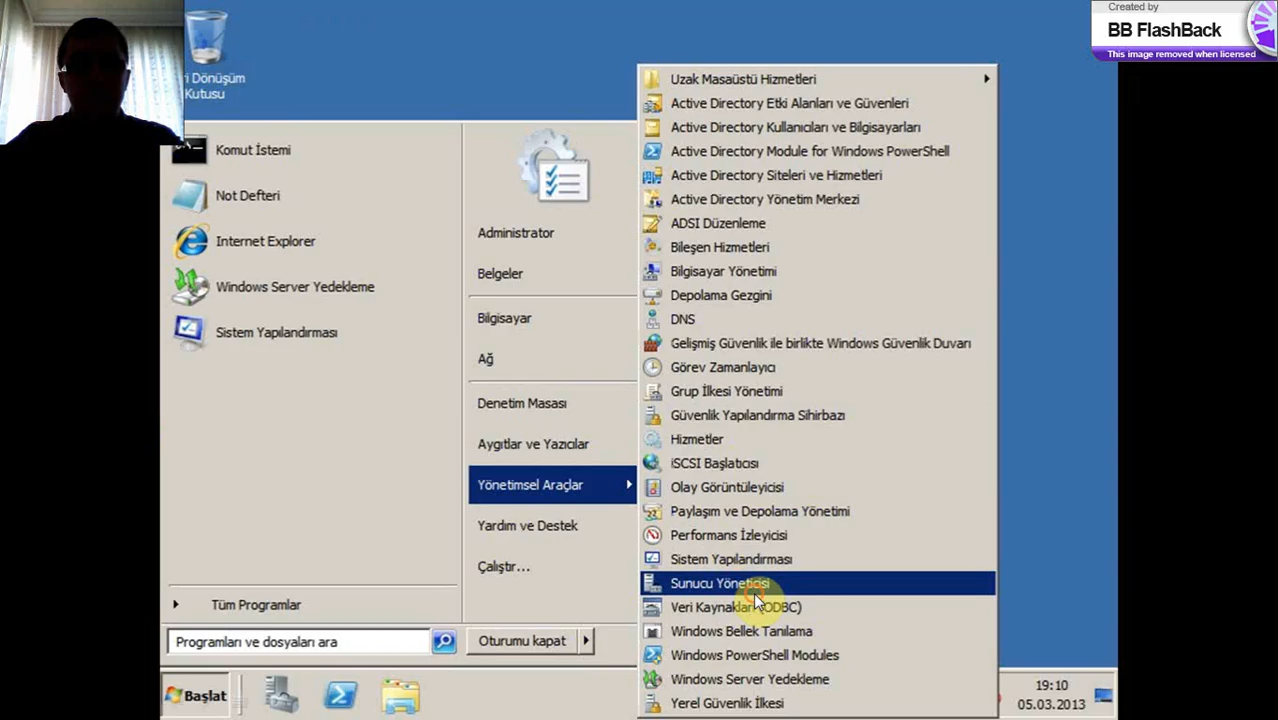 Created by
BB FlashBack
This image removed when licensed
Kutusu
Komut İstemi
Not Defteri
Internet Explorer
Windows Server Yedekleme
Sistem Yapılandırması
Tüm Programlar
Programları ve dosyaları ara
Administrator
Belgeler
Bilgisayar
Ağ
Denetim Masası
Aygıtlar ve Yazıcılar
Yönetimsel Araçlar
Yardım ve Destek
Çalıştır...
Oturumu kapat
Uzak Masaüstü Hizmetleri
Active Directory Etki Alanları ve Güvenleri
Active Directory Kullanıcıları ve Bilgisayarları
Active Directory Module for Windows PowerShell
Active Directory Siteleri ve Hizmetleri
Active Directory Yönetim Merkezi
ADSI Düzenleme
Bileşen Hizmetleri
Bilgisayar Yönetimi
Depolama Gezgini
DNS
Gelişmiş Güvenlik ile birlikte Windows Güvenlik Duvarı
Görev Zamanlayıcı
Grup İlkesi Yönetimi
Güvenlik Yapılandırma Sihirbazı
Hizmetler
iSCSI Başlatıcısı
Olay Görüntüleyicisi
Paylaşım ve Depolama Yönetimi
Performans İzleyicisi
Sistem Yapılandırması
Sunucu Yöneticisi
Veri Kaynakları (ODBC)
Windows Bellek Tanılama
Windows PowerShell Modules
Windows Server Yedekleme
Yerel Güvenlik İlkesi
Başlat
19:10
05.03.2013